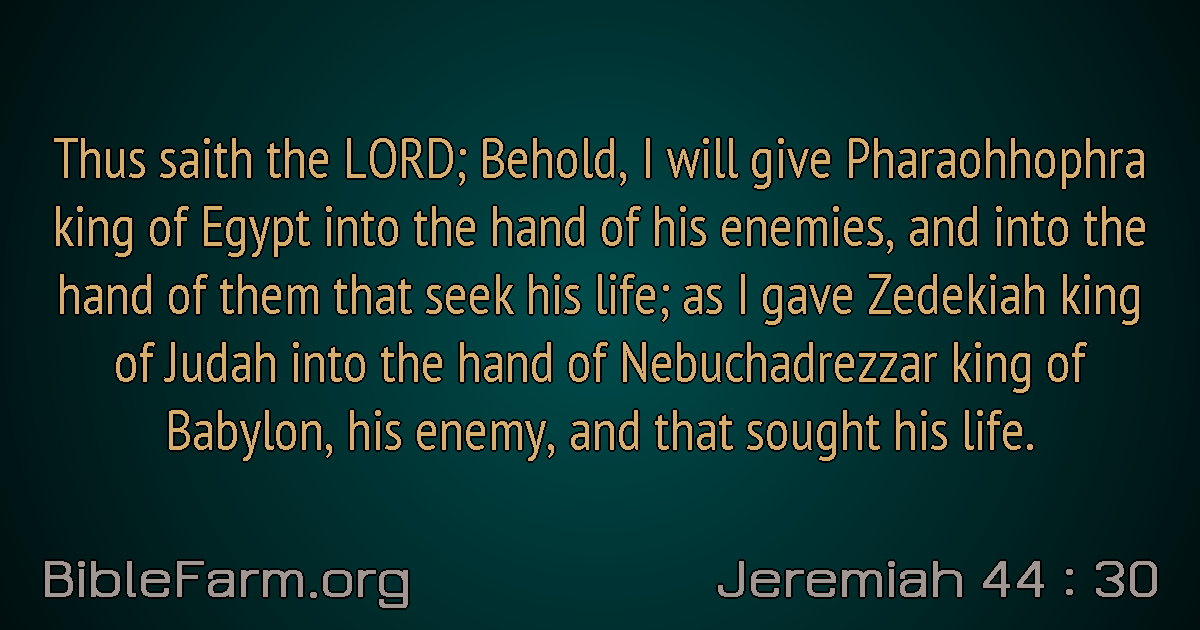 Thus saith the LORD; Behold, I will give Pharaohhophra
king of Egypt into the hand of his enemies, and into the
hand of them that seek his life; as I gave Zedekiah king
of Judah into the hand of Nebuchadrezzar king of
Babylon, his enemy, and that sought his life.
BibleFarm.org
Jeremiah 44 : 30